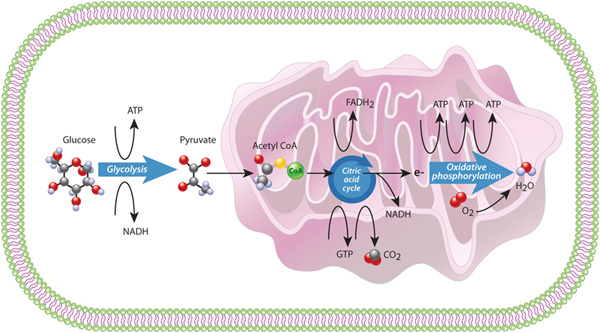 Glucose
ATP
Glycolysis
NADH
Pyruvate
Acetyl CoA
CoA
FADH2
Citric
acid
cycle
GTP
CO2
NADH
e-
ATP ATP ATP
Oxidative
phosphorylation
O2
H2O